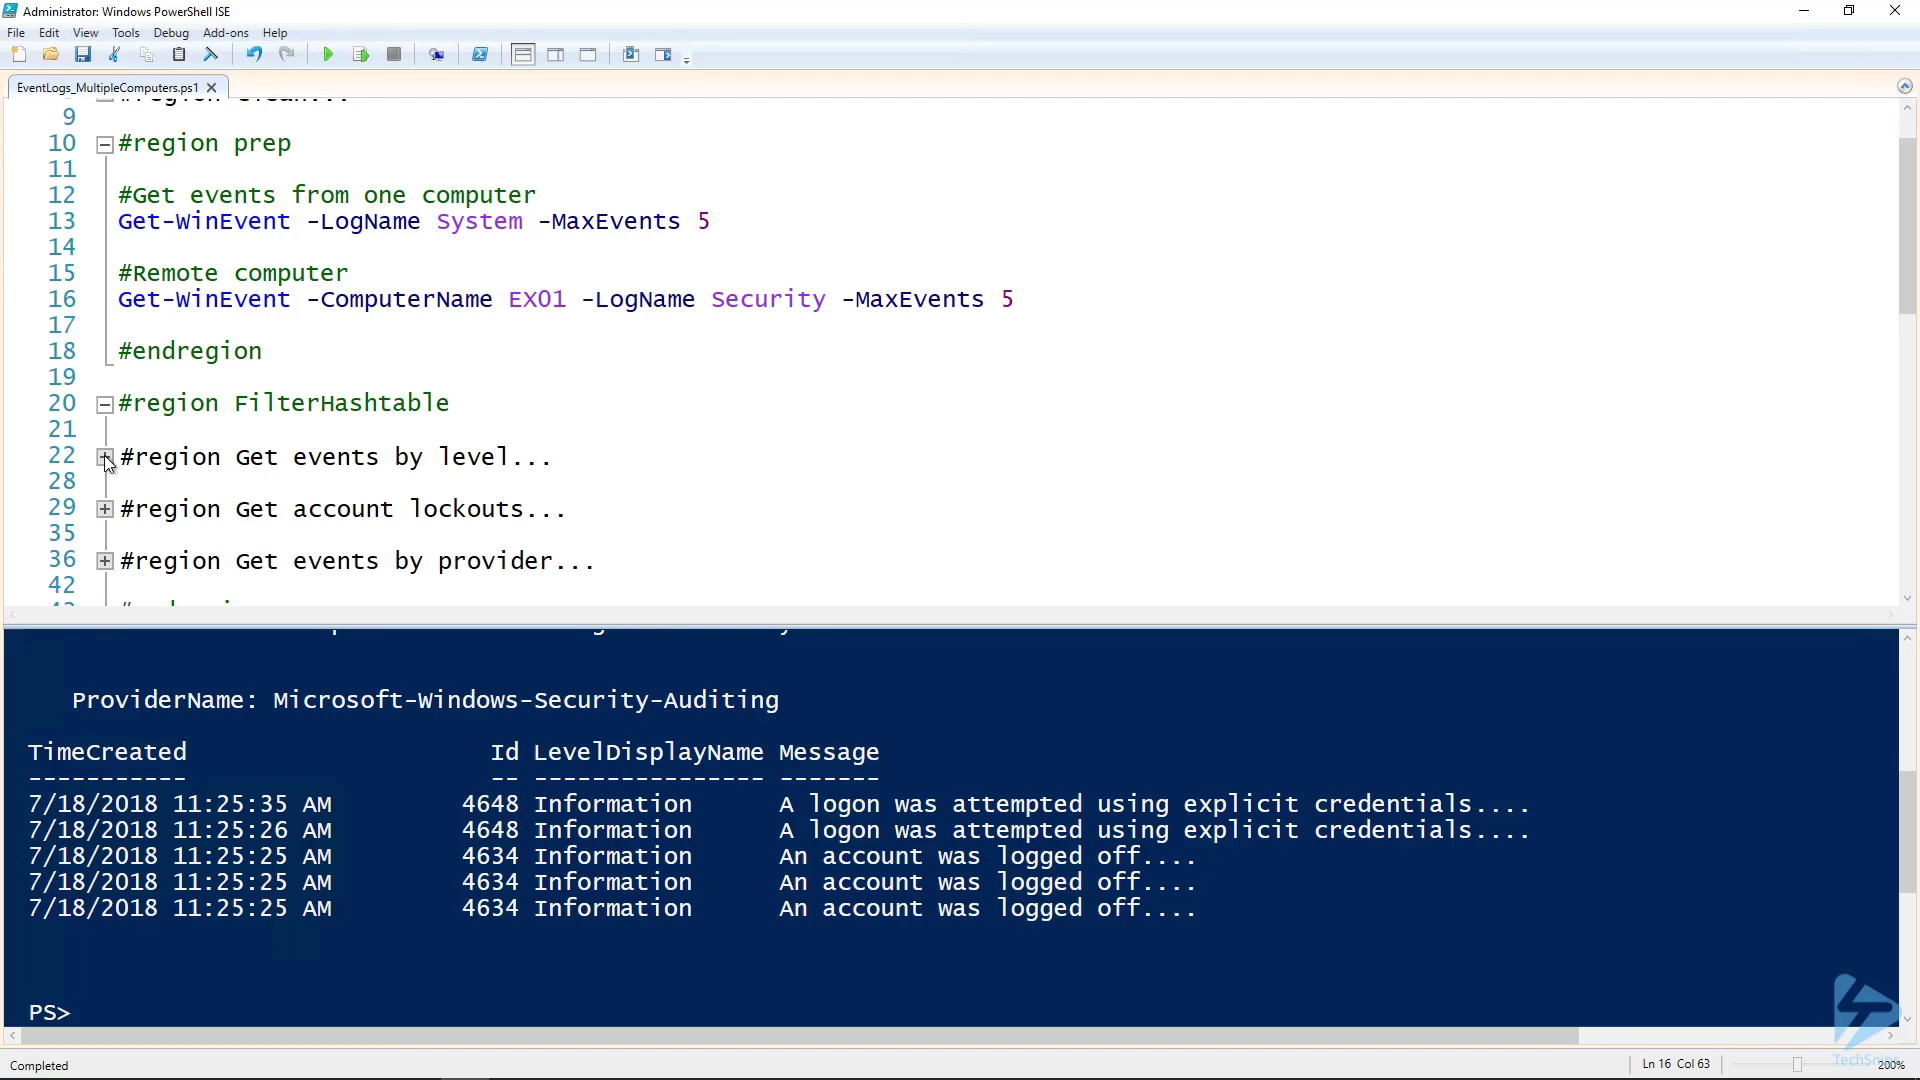 Administrator: Windows PowerShell ISE
File Edit View Tools Debug Add-ons Help
EventLogs_MultipleComputers.ps1
9
10 #region prep
11
12 #Get events from one computer
13 Get-WinEvent -LogName System -MaxEvents 5
14
15 #Remote computer
16 Get-WinEvent -ComputerName EX01 -LogName Security -MaxEvents 5
17
18 #endregion
19
20 #region FilterHashtable
21
22 #region Get events by level...
28
29 #region Get account lockouts...
35
36 #region Get events by provider...
42
ProviderName: Microsoft-Windows-Security-Auditing
TimeCreated Id LevelDisplayName Message
----------- -- ---------------- -------
7/18/2018 11:25:35 AM 4648 Information A logon was attempted using explicit credentials....
7/18/2018 11:25:26 AM 4648 Information A logon was attempted using explicit credentials....
7/18/2018 11:25:25 AM 4634 Information An account was logged off....
7/18/2018 11:25:25 AM 4634 Information An account was logged off....
7/18/2018 11:25:25 AM 4634 Information An account was logged off....
PS>
Completed
Ln 16 Col 63
200%